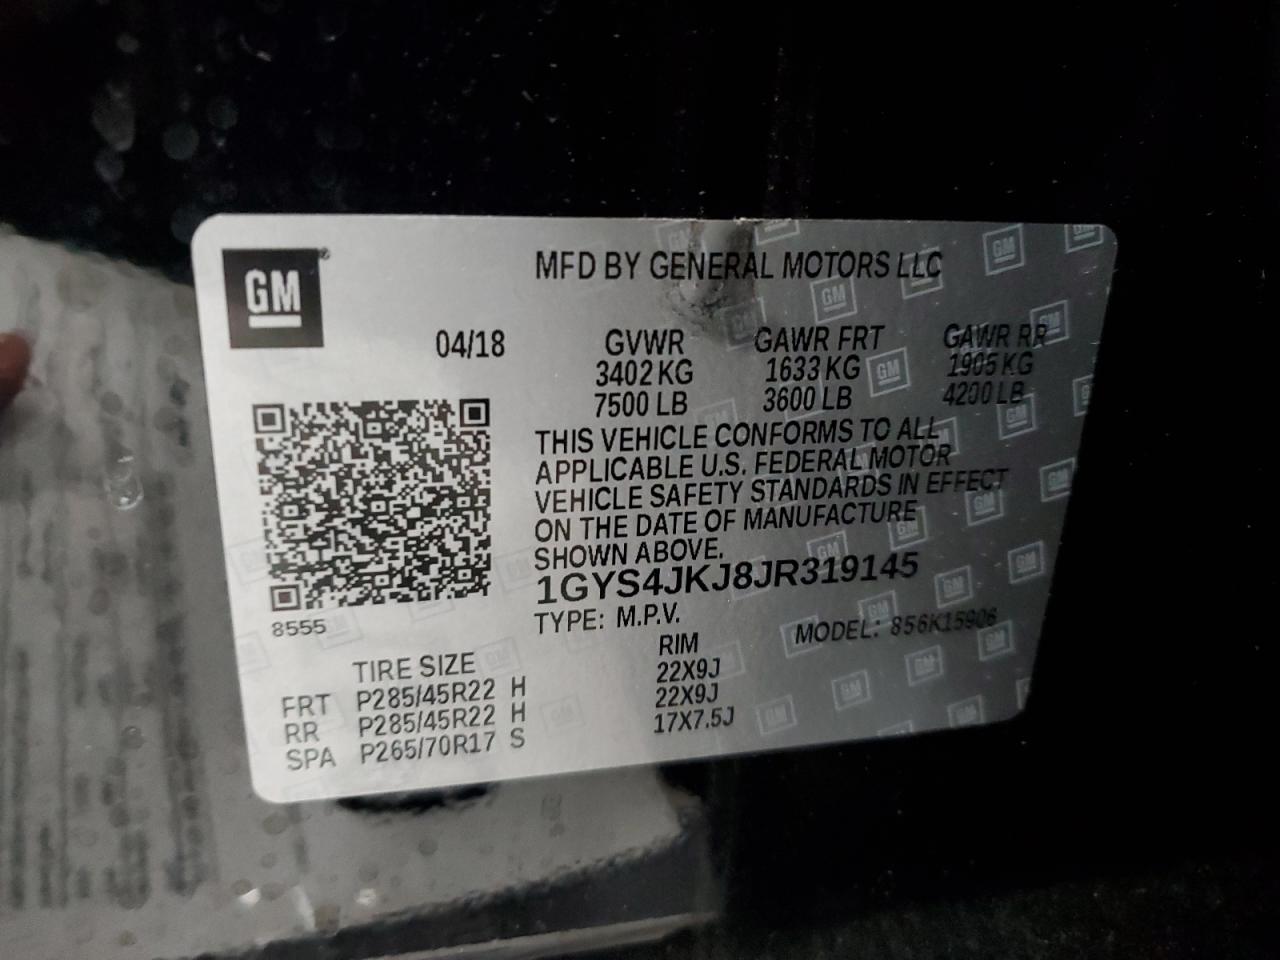 GM
MFD BY GENERAL MOTORS LLC
04/18 GVWR GAWR FRT GAWR RR
3402 KG 1633 KG 1905 KG
7500 LB 3600 LB 4200 LB
THIS VEHICLE CONFORMS TO ALL
APPLICABLE U.S. FEDERAL MOTOR
VEHICLE SAFETY STANDARDS IN EFFECT
ON THE DATE OF MANUFACTURE
SHOWN ABOVE.
1GYS4JKJ8JR319145
8555
TYPE: M.P.V. MODEL: 856K15906
TIRE SIZE RIM
FRT P285/45R22 H 22X9J
RR P285/45R22 H 22X9J
SPA P265/70R17 S 17X7.5J